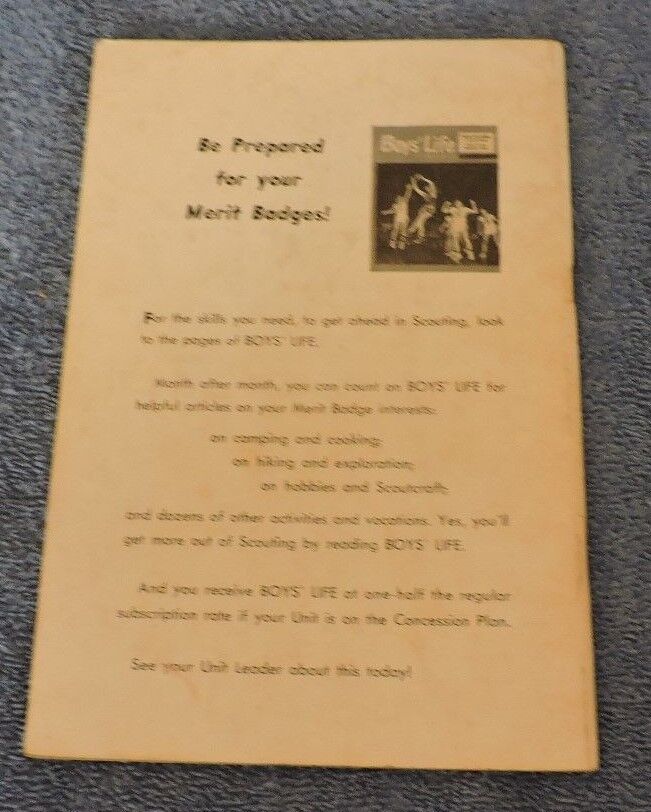 Be Prepared
for your
Merit Badges!
Boys' Life
For the skills you need, to get ahead in Scouting, look
to the pages of BOYS' LIFE.
Month after month, you can count on BOYS' LIFE for
helpful articles on your Merit Badge interests:
on camping and cooking;
on hiking and exploration;
on hobbies and Scoutcraft;
and dozens of other activities and vocations. Yes, you'll
get more out of Scouting by reading BOYS' LIFE.
And you receive BOYS' LIFE at one-half the regular
subscription rate if your Unit is on the Concession Plan.
See your Unit Leader about this today!